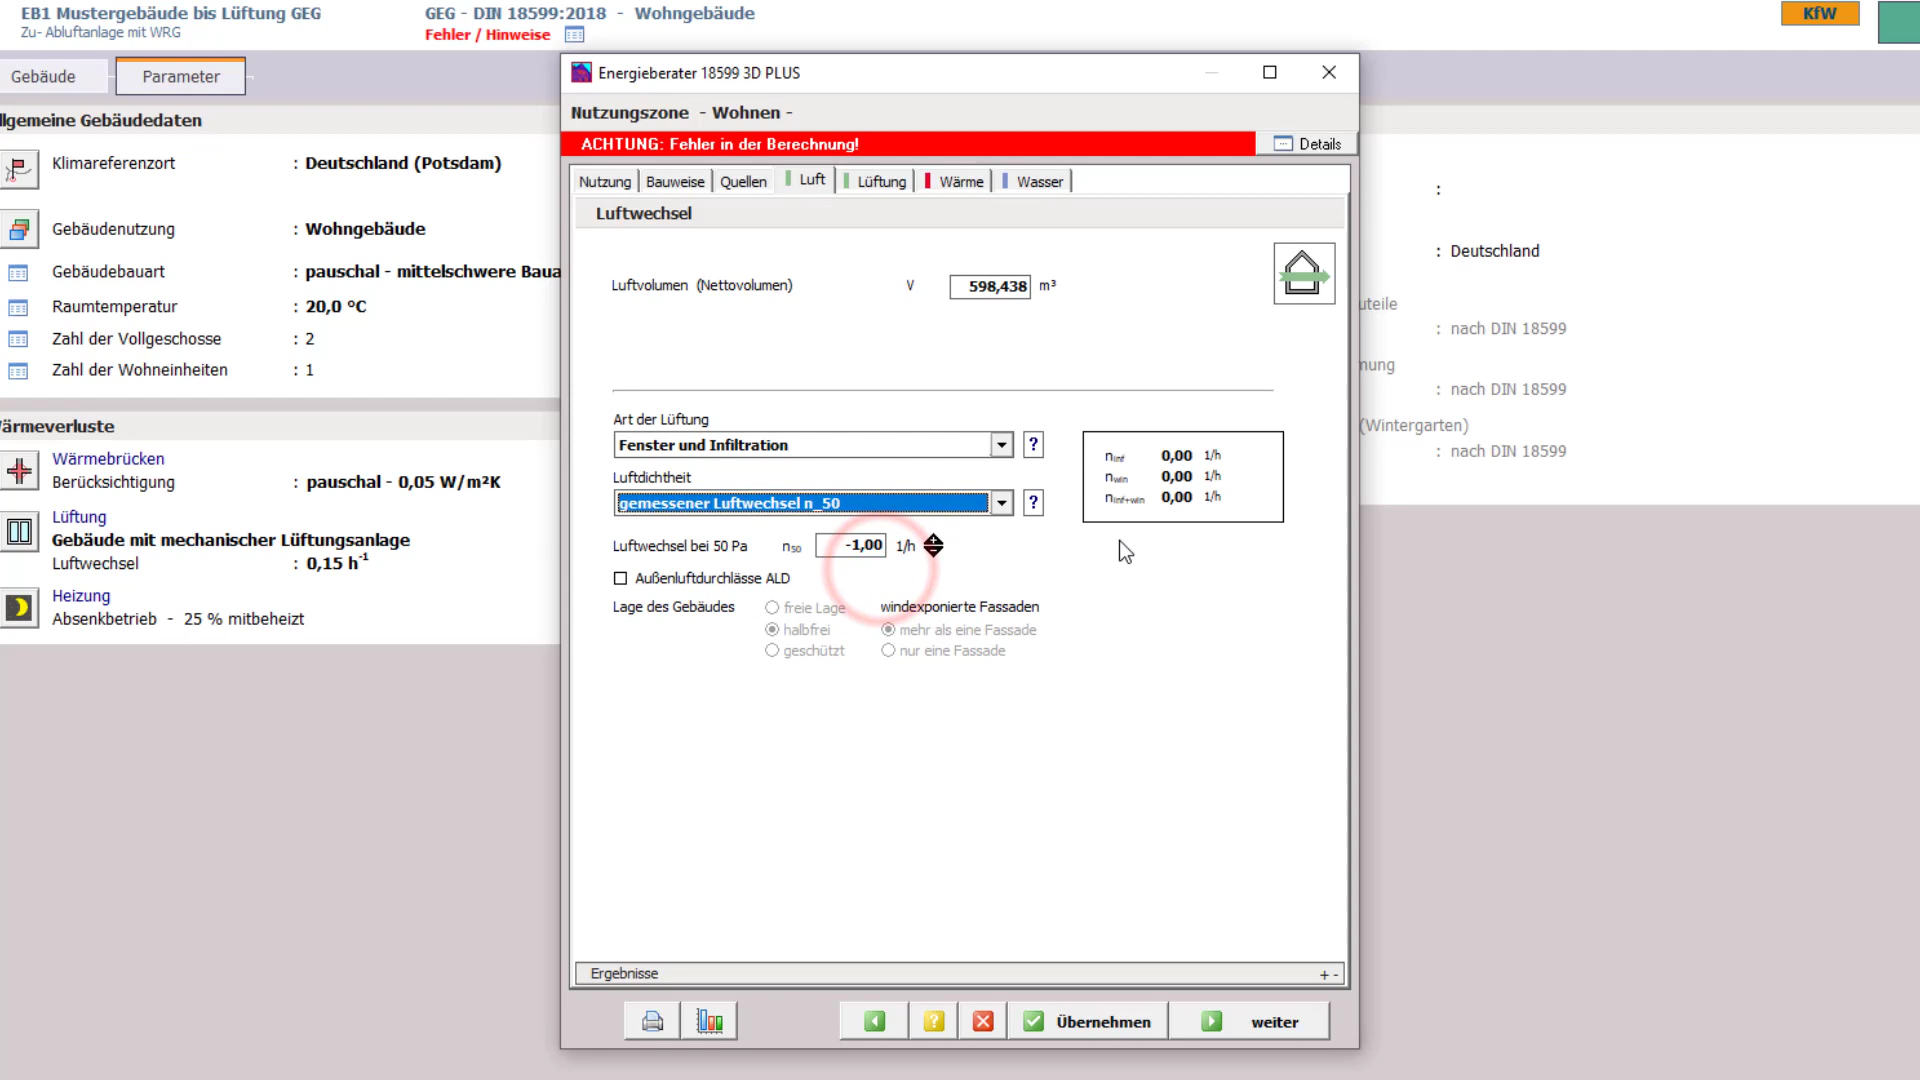 EB1 Mustergebäude bis Lüftung GEG
Zu- Abluftanlage mit WRG
GEG - DIN 18599:2018 - Wohngebäude
Fehler / Hinweise
KfW
Gebäude
Parameter
llgemeine Gebäudedaten
Klimareferenzort : Deutschland (Potsdam)
Gebäudenutzung : Wohngebäude
Gebäudebauart : pauschal - mittelschwere Baua
Raumtemperatur : 20,0 °C
Zahl der Vollgeschosse : 2
Zahl der Wohneinheiten : 1
ärmeverluste
Wärmebrücken
Berücksichtigung : pauschal - 0,05 W/m²K
Lüftung
Gebäude mit mechanischer Lüftungsanlage
Luftwechsel : 0,15 h⁻¹
Heizung
Absenkbetrieb - 25 % mitbeheizt
Energieberater 18599 3D PLUS
Nutzungszone - Wohnen -
ACHTUNG: Fehler in der Berechnung!
Details
Nutzung Bauweise Quellen Luft Lüftung Wärme Wasser
Luftwechsel
Luftvolumen (Nettovolumen) V 598,438 m³
Art der Lüftung
Fenster und Infiltration ?
Luftdichtheit
gemessener Luftwechsel n_50 ?
n inf 0,00 1/h
n win 0,00 1/h
n inf+win 0,00 1/h
Luftwechsel bei 50 Pa n50 -1,00 1/h
Außenluftdurchlässe ALD
Lage des Gebäudes
freie Lage
halbfrei
geschützt
windexponierte Fassaden
mehr als eine Fassade
nur eine Fassade
Ergebnisse + -
? Übernehmen weiter
:
: Deutschland
uteile
: nach DIN 18599
nung
: nach DIN 18599
(Wintergarten)
: nach DIN 18599